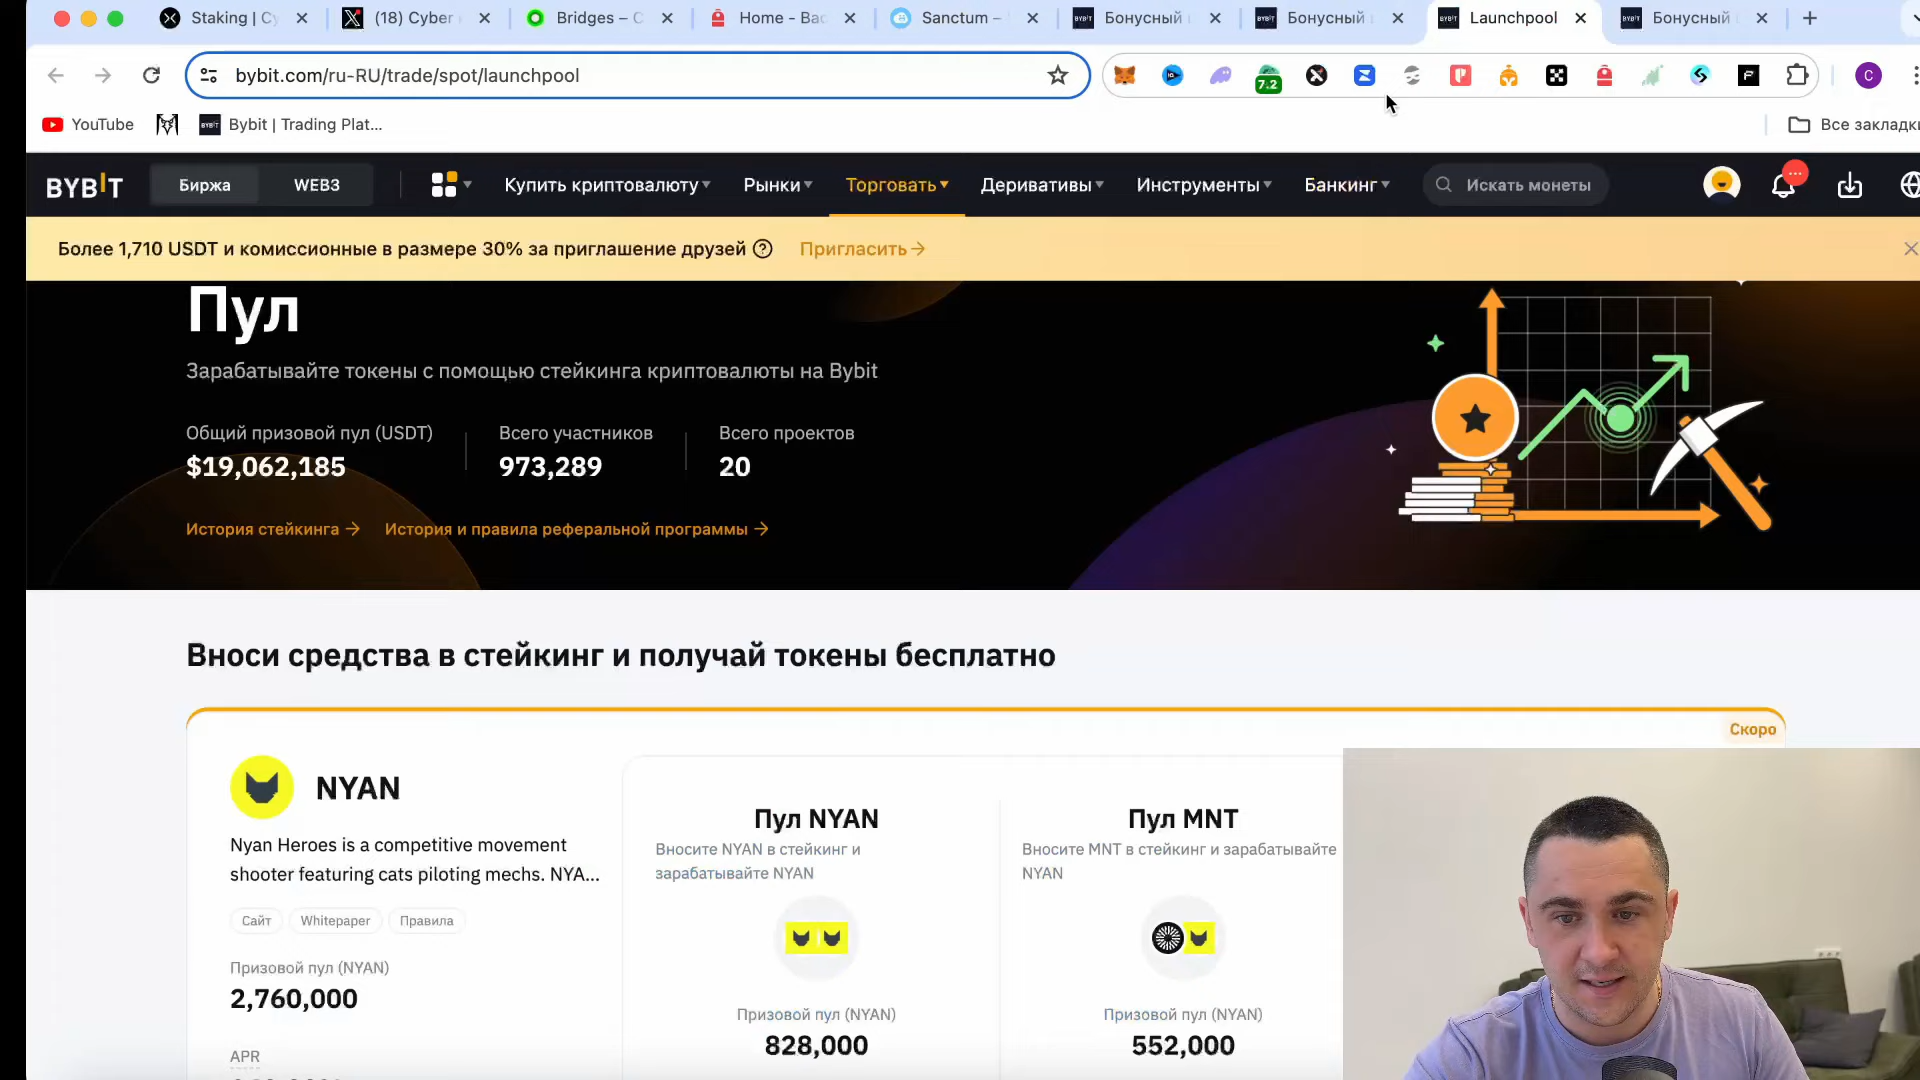 Staking | Cy
(18) Cyber
Bridges – C
Home - Bac
Sanctum –
Бонусный
Бонусный
Launchpool
Бонусный
bybit.com/ru-RU/trade/spot/launchpool
7.2
C
YouTube
Bybit | Trading Plat...
Все закладки
BYBIT
Биржа
WEB3
Купить криптовалюту
Рынки
Торговать
Деривативы
Инструменты
Банкинг
Искать монеты
Более 1,710 USDT и комиссионные в размере 30% за приглашение друзей
Пригласить
Пул
Зарабатывайте токены с помощью стейкинга криптовалюты на Bybit
Общий призовой пул (USDT)
$19,062,185
Всего участников
973,289
Всего проектов
20
История стейкинга
История и правила реферальной программы
Вноси средства в стейкинг и получай токены бесплатно
Скоро
NYAN
Nyan Heroes is a competitive movement
shooter featuring cats piloting mechs. NYA...
Сайт
Whitepaper
Правила
Призовой пул (NYAN)
2,760,000
APR
Пул NYAN
Вносите NYAN в стейкинг и
зарабатывайте NYAN
Призовой пул (NYAN)
828,000
Пул MNT
Вносите MNT в стейкинг и зарабатывайте
NYAN
Призовой пул (NYAN)
552,000